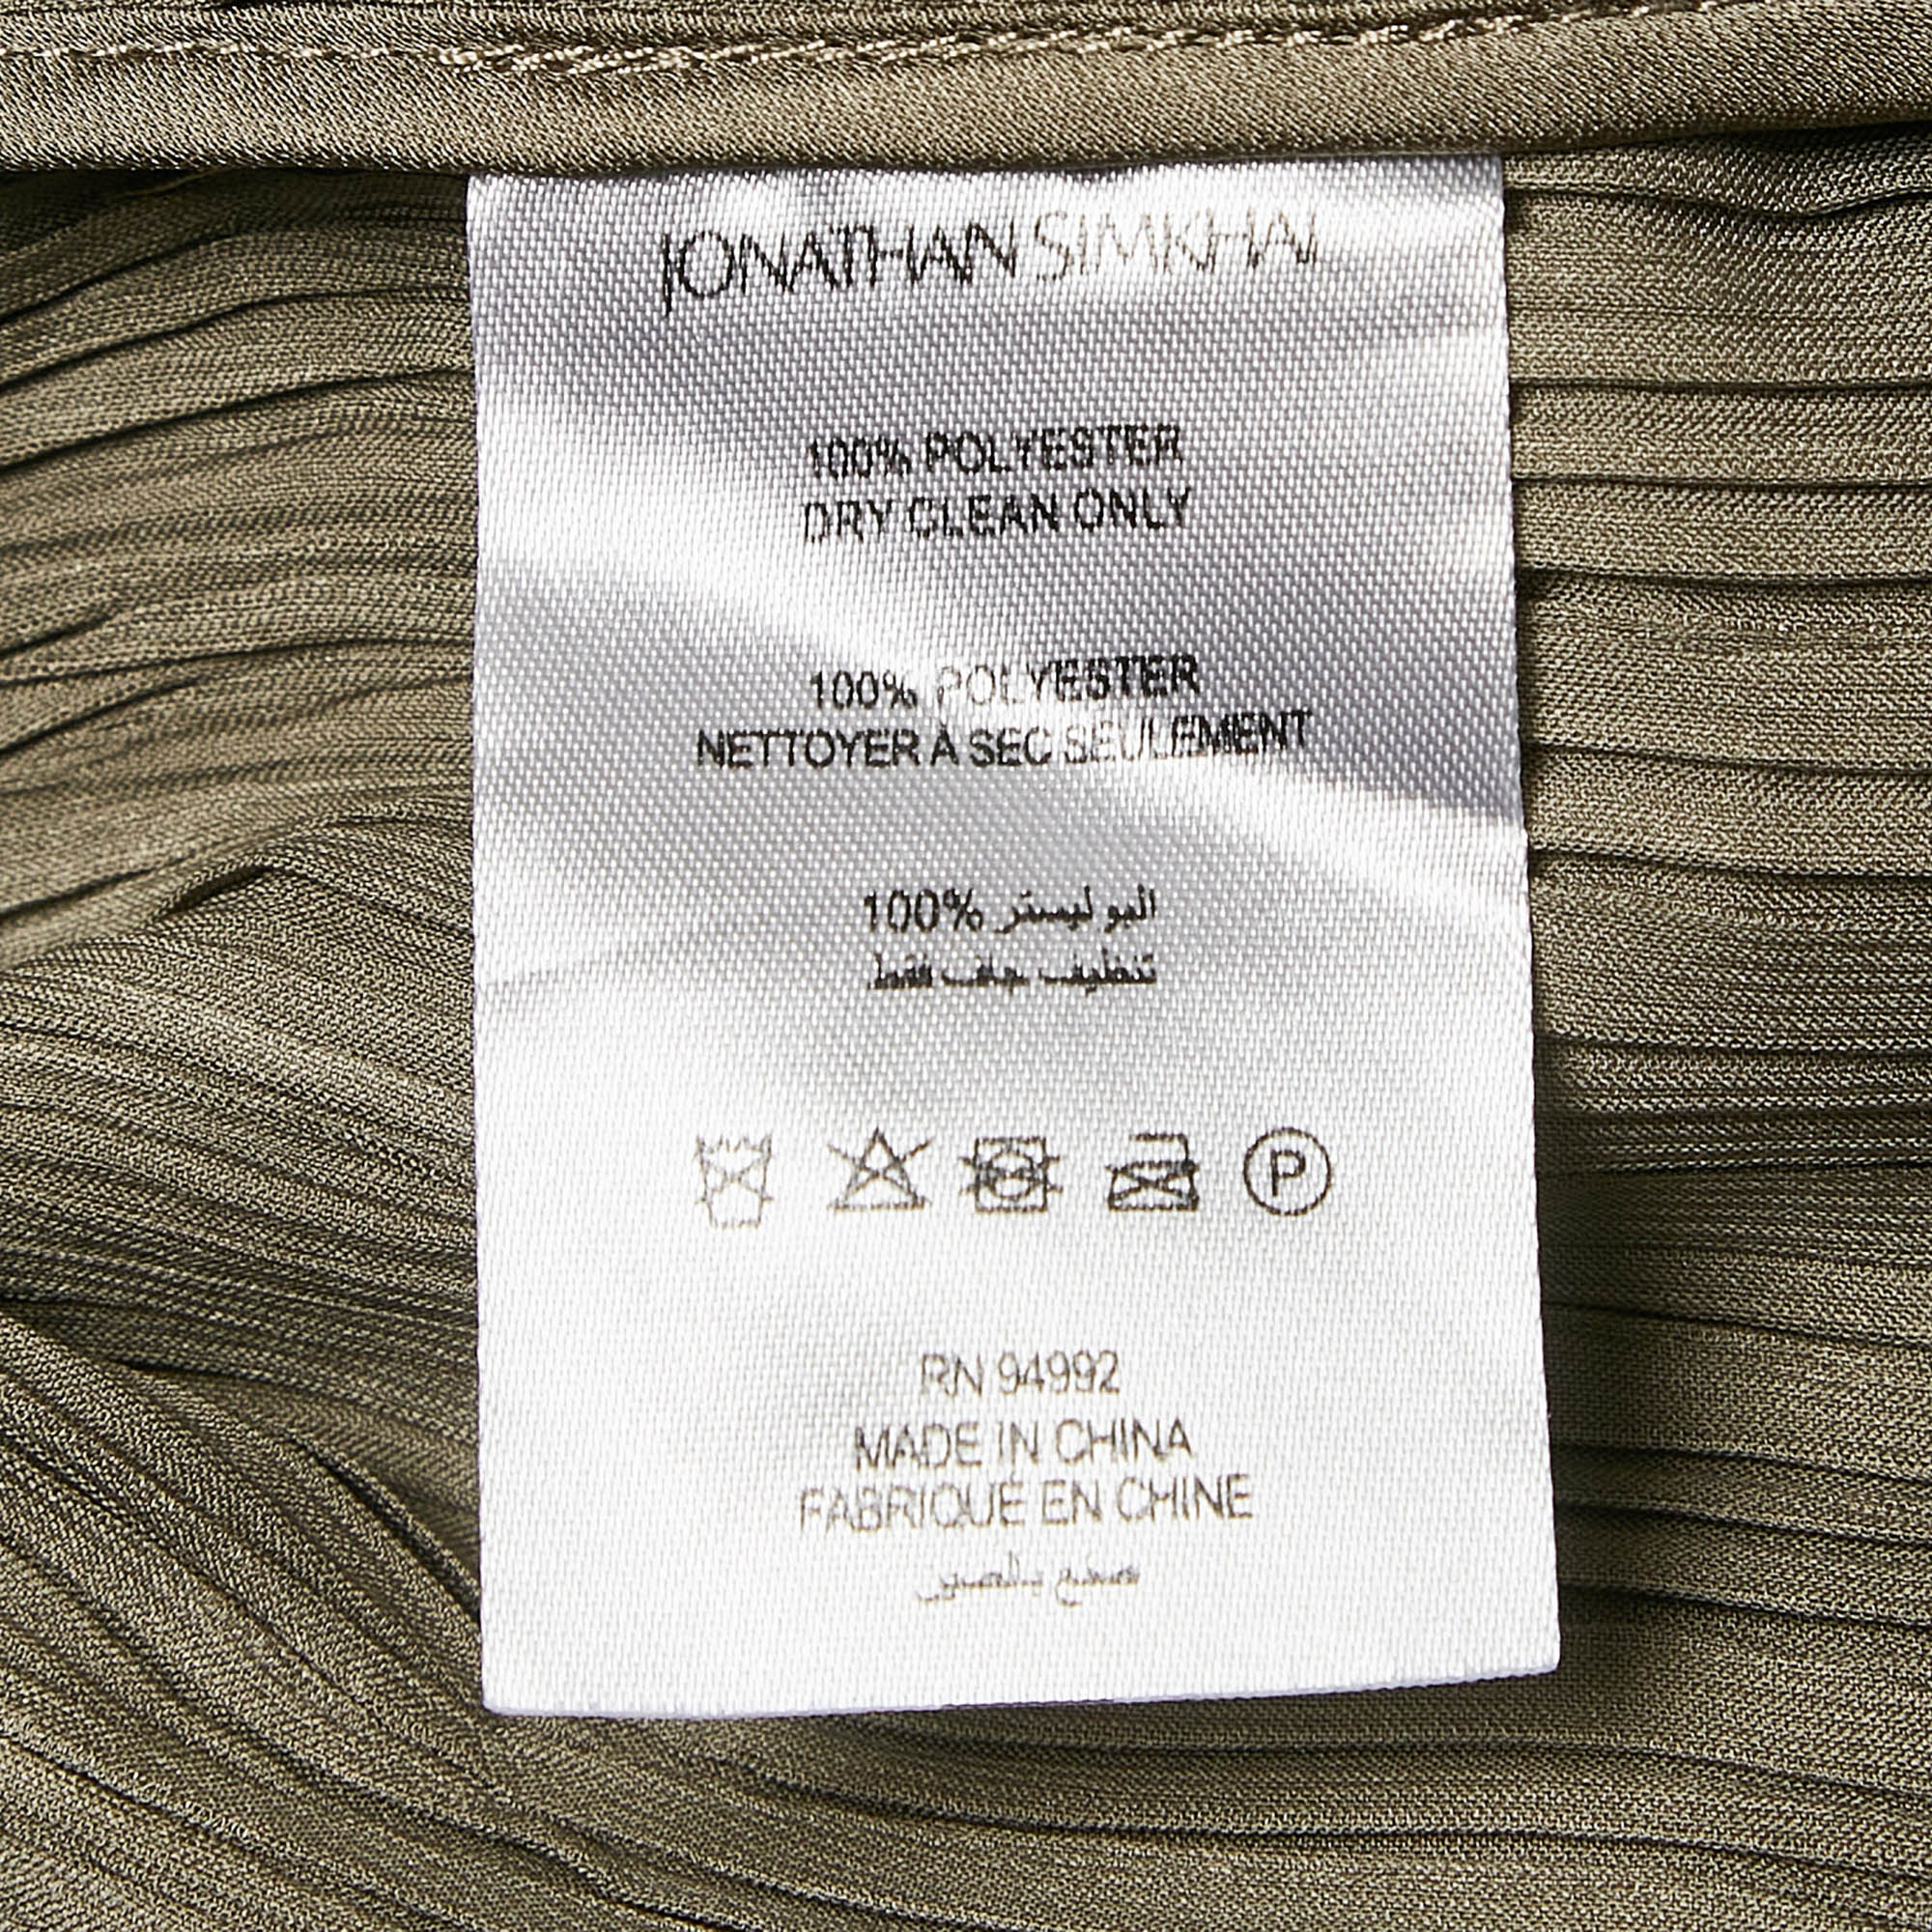 JONATHAN SIMKHAI
100% POLYESTER
DRY CLEAN ONLY
100% POLYESTER
NETTOYER À SEC SEULEMENT
البوليستر %100
تنظيف جاف فقط
P
RN 94992
MADE IN CHINA
FABRIQUÉ EN CHINE
صنع بالصين